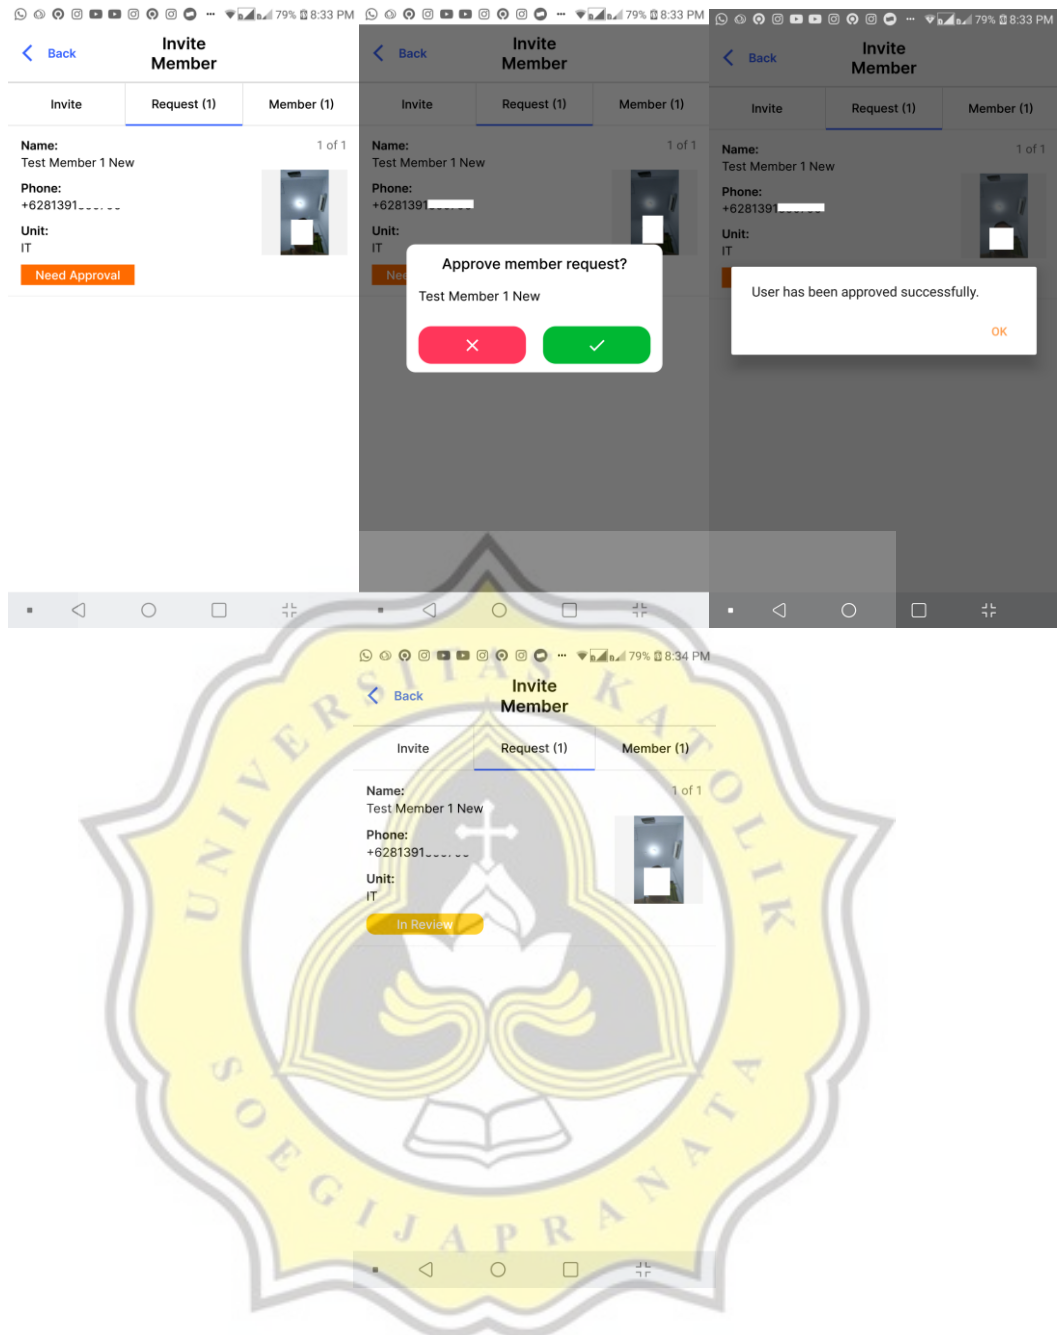 79% 8:33 PM
Back
Invite
Member
Invite
Request (1)
Member (1)
Name:
1 of 1
Test Member 1 New
Phone:
+6281391
Unit:
IT
Need Approval
79% 8:33 PM
Back
Invite
Member
Invite
Request (1)
Member (1)
Name:
1 of 1
Test Member 1 New
Phone:
+6281391
Unit:
IT
Nee
Approve member request?
Test Member 1 New
79% 8:33 PM
Back
Invite
Member
Invite
Request (1)
Member (1)
Name:
1 of 1
Test Member 1 New
Phone:
+6281391
Unit:
IT
User has been approved successfully.
OK
79% 8:34 PM
Back
Invite
Member
Invite
Request (1)
Member (1)
Name:
1 of 1
Test Member 1 New
Phone:
+6281391
Unit:
IT
In Review
UNIVERSITAS KATOLIK
SOEGIJAPRANATA